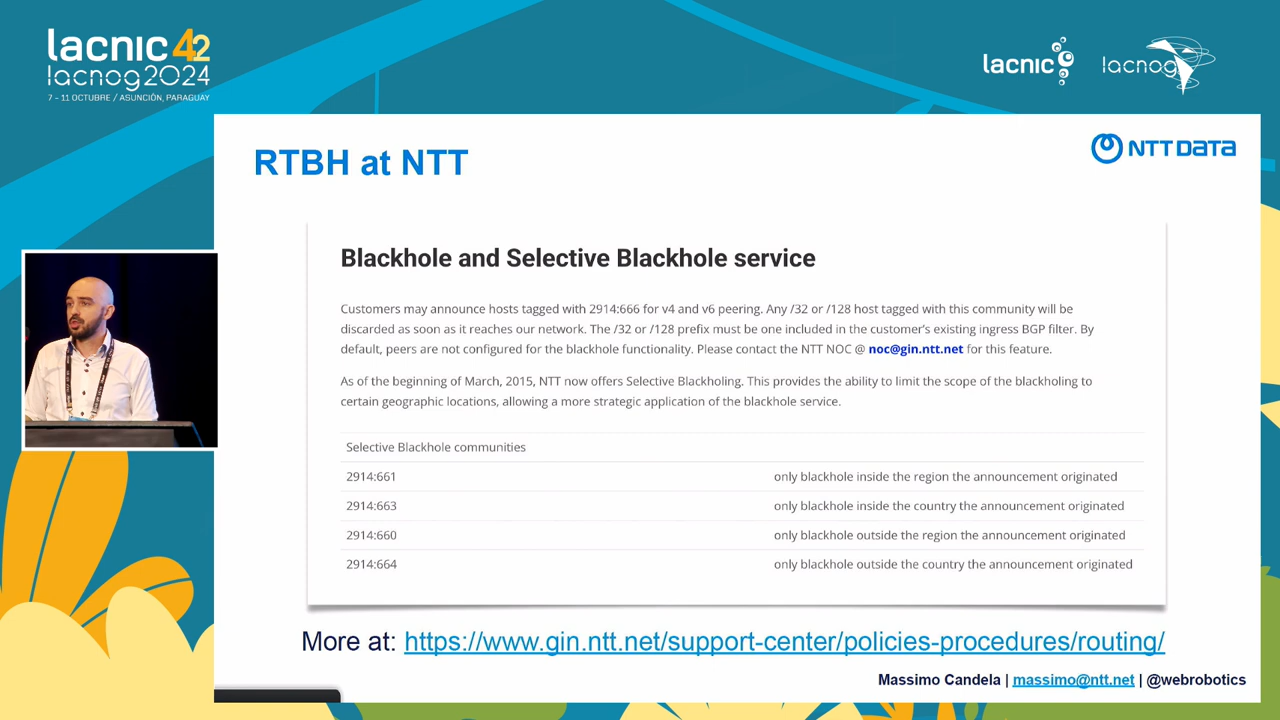 lacnic 42
lacnog 2024
7 - 11 OCTUBRE / ASUNCIÓN, PARAGUAY
lacnic
lacnog
NTT DATA
RTBH at NTT
Blackhole and Selective Blackhole service
Customers may announce hosts tagged with 2914:666 for v4 and v6 peering. Any /32 or /128 host tagged with this community will be
discarded as soon as it reaches our network. The /32 or /128 prefix must be one included in the customer's existing ingress BGP filter. By
default, peers are not configured for the blackhole functionality. Please contact the NTT NOC @ noc@gin.ntt.net for this feature.
As of the beginning of March, 2015, NTT now offers Selective Blackholing. This provides the ability to limit the scope of the blackholing to
certain geographic locations, allowing a more strategic application of the blackhole service.
Selective Blackhole communities
2914:661 only blackhole inside the region the announcement originated
2914:663 only blackhole inside the country the announcement originated
2914:660 only blackhole outside the region the announcement originated
2914:664 only blackhole outside the country the announcement originated
More at: https://www.gin.ntt.net/support-center/policies-procedures/routing/
Massimo Candela | massimo@ntt.net | @webrobotics